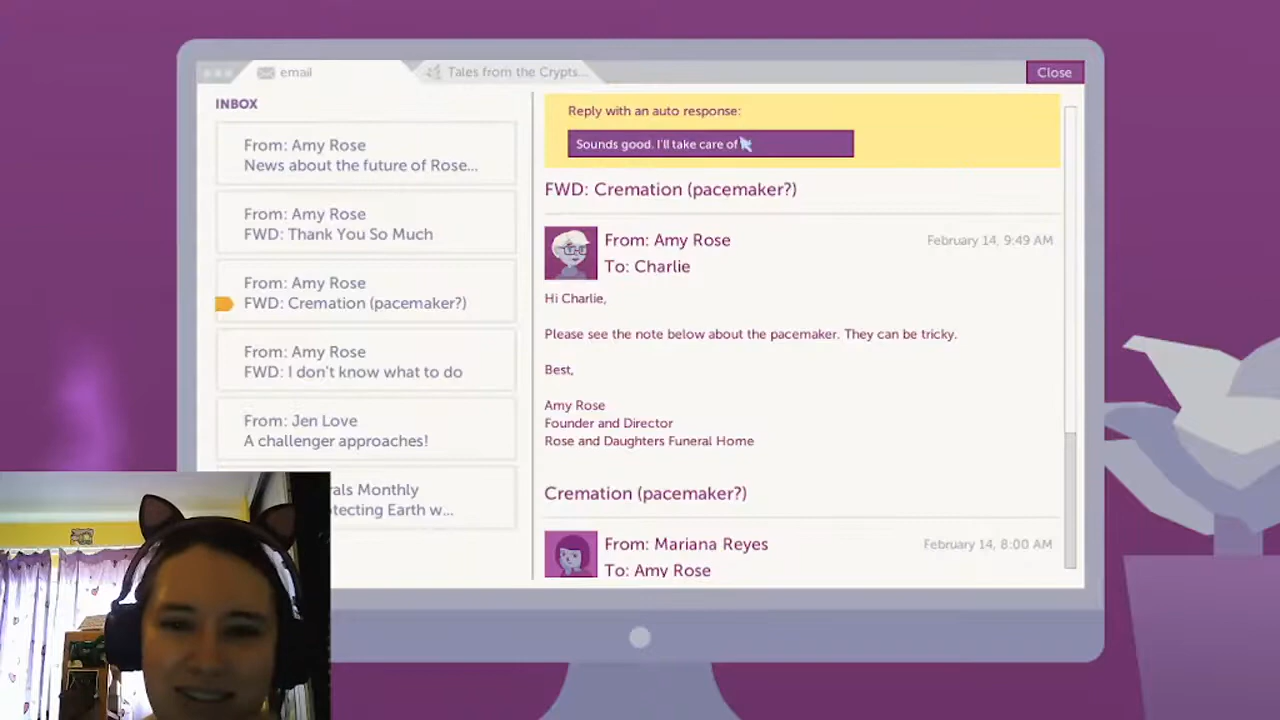 email
Tales from the Crypts...
Close
INBOX
From: Amy Rose
News about the future of Rose...
From: Amy Rose
FWD: Thank You So Much
From: Amy Rose
FWD: Cremation (pacemaker?)
From: Amy Rose
FWD: I don't know what to do
From: Jen Love
A challenger approaches!
rals Monthly
otecting Earth w...
Reply with an auto response:
Sounds good. I'll take care of
FWD: Cremation (pacemaker?)
From: Amy Rose
February 14, 9:49 AM
To: Charlie
Hi Charlie,
Please see the note below about the pacemaker. They can be tricky.
Best,
Amy Rose
Founder and Director
Rose and Daughters Funeral Home
Cremation (pacemaker?)
From: Mariana Reyes
February 14, 8:00 AM
To: Amy Rose